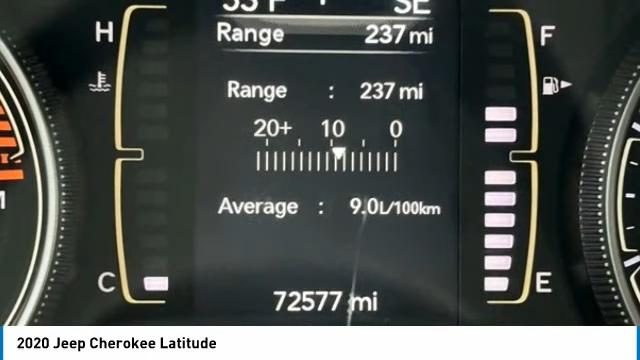 SE
H Range 237 mi F
Range : 237 mi
20+ 10 0
Average : 9.0L/100km
C E
72577 mi
2020 Jeep Cherokee Latitude